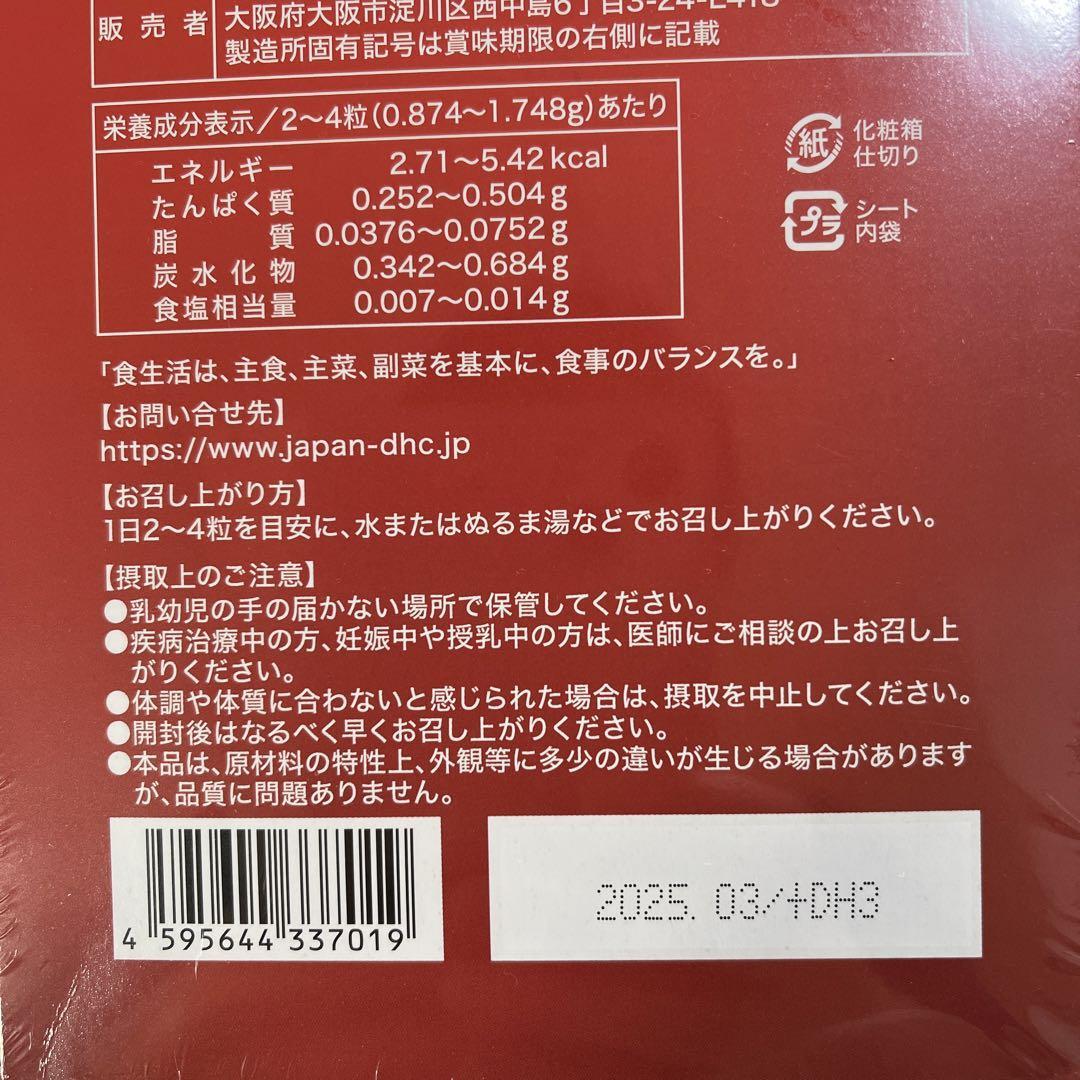 販売者
大阪府大阪市淀川区西中島6丁目3-24-E418
製造所固有記号は賞味期限の右側に記載
栄養成分表示/2〜4粒(0.874〜1.748g)あたり
エネルギー 2.71〜5.42kcal
たんぱく質 0.252〜0.504g
脂質 0.0376〜0.0752g
炭水化物 0.342〜0.684g
食塩相当量 0.007〜0.014g
紙 化粧箱
仕切り
プラ シート
内袋
「食生活は、主食、主菜、副菜を基本に、食事のバランスを。」
【お問い合せ先】
https://www.japan-dhc.jp
【お召し上がり方】
1日2〜4粒を目安に、水またはぬるま湯などでお召し上がりください。
【摂取上のご注意】
●乳幼児の手の届かない場所で保管してください。
●疾病治療中の方、妊娠中や授乳中の方は、医師にご相談の上お召し上
がりください。
●体調や体質に合わないと感じられた場合は、摂取を中止してください。
●開封後はなるべく早くお召し上がりください。
●本品は、原材料の特性上、外観等に多少の違いが生じる場合があります
が、品質に問題ありません。
4 595644 337019
2025. 03/+DH3